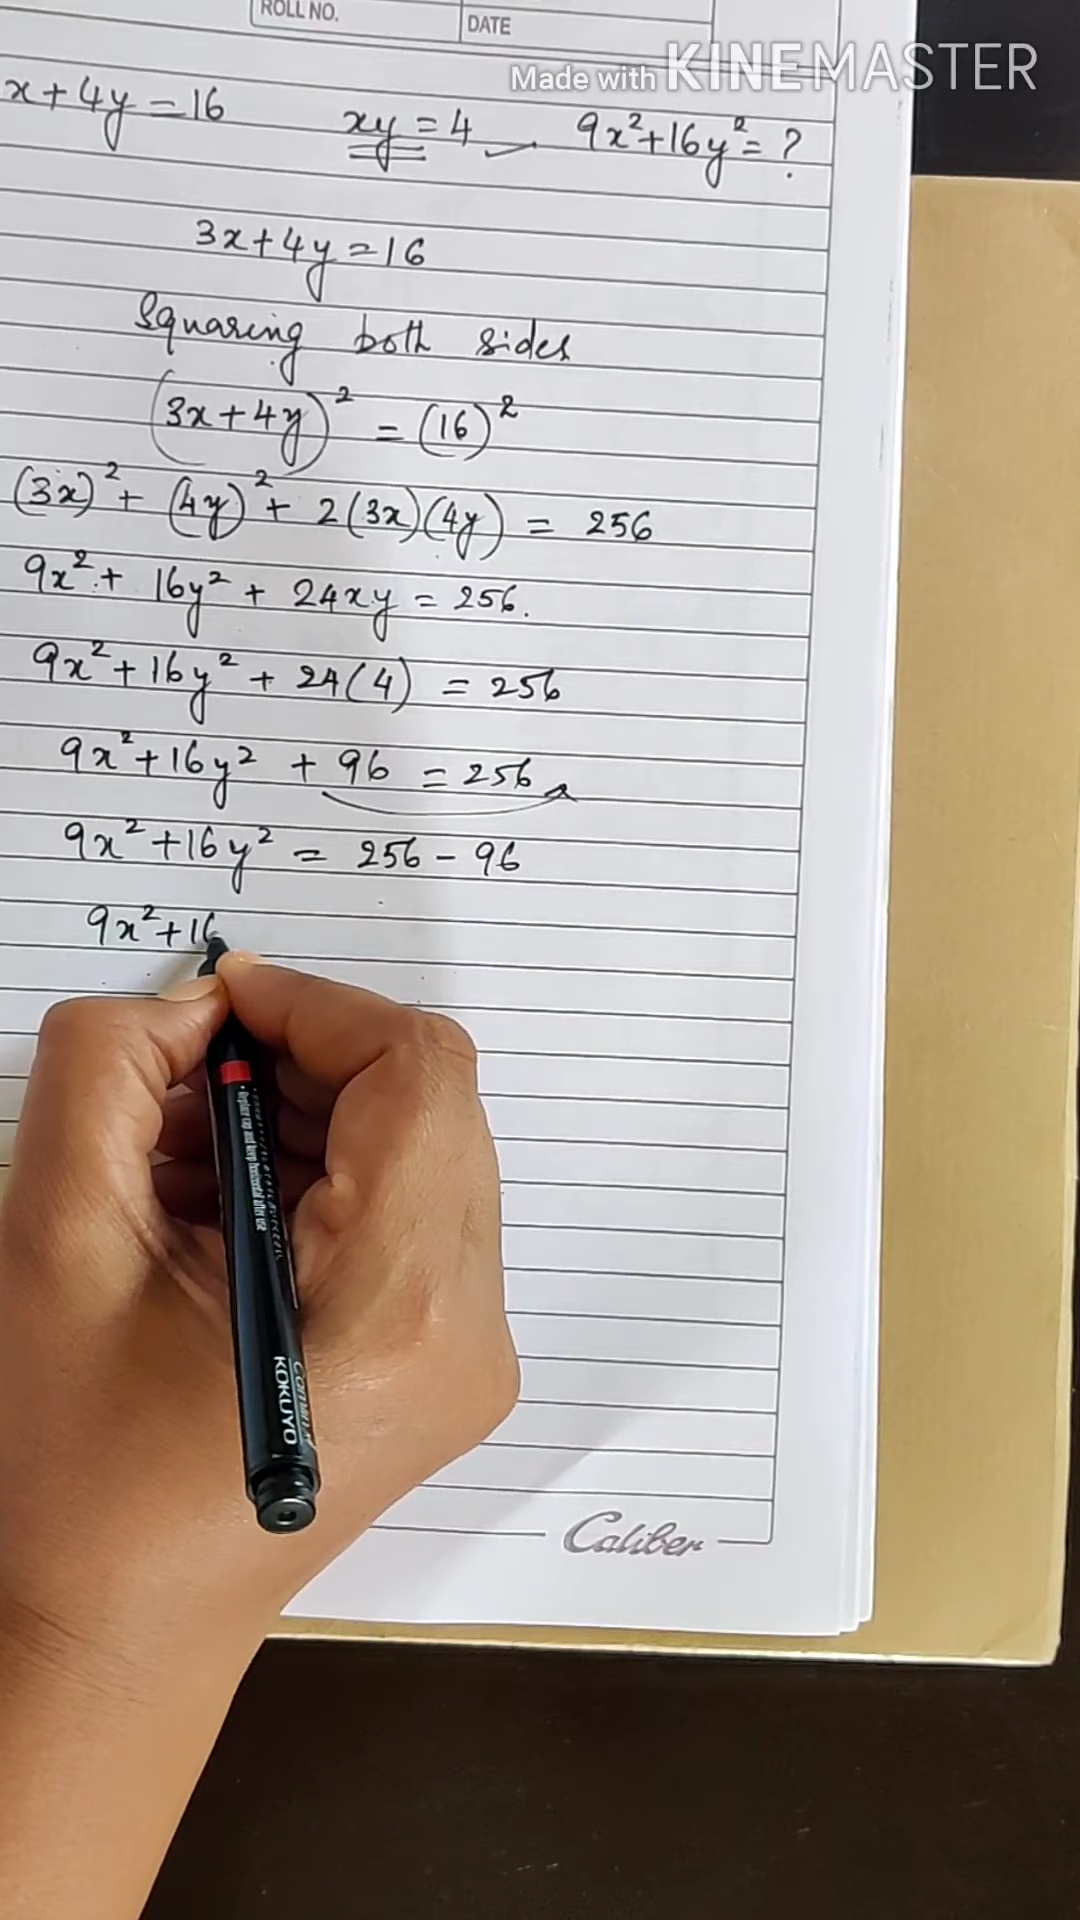 ROLL NO.
DATE
Made with KINEMASTER
x + 4y = 16 xy = 4 9x² + 16y² = ?
3x + 4y = 16
Squaring both sides
(3x + 4y)² = (16)²
(3x)² + (4y)² + 2(3x)(4y) = 256
9x² + 16y² + 24xy = 256.
9x² + 16y² + 24(4) = 256
9x² + 16y² + 96 = 256
9x² + 16y² = 256 - 96
9x² + 16
KOKUYO
Caliber